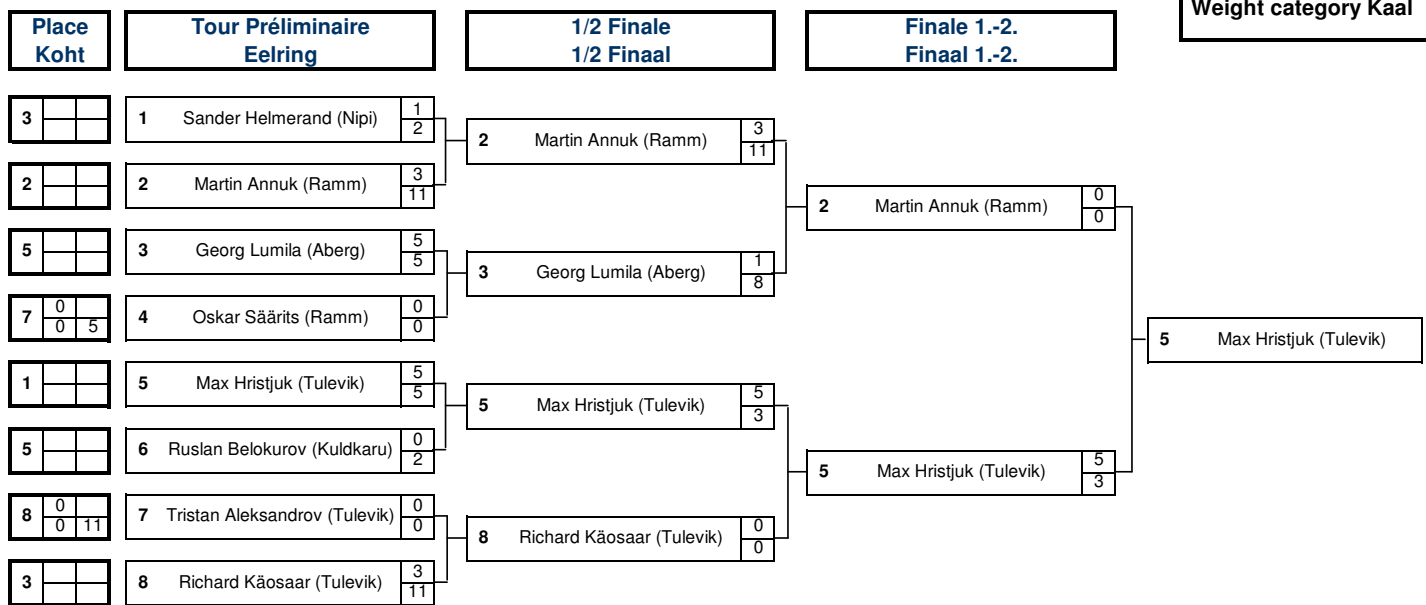 Weight category Kaal
Place
Koht
Tour Préliminaire
Eelring
1/2 Finale
1/2 Finaal
Finale 1.-2.
Finaal 1.-2.
3
1 Sander Helmerand (Nipi) 1
2
2
2 Martin Annuk (Ramm) 3
11
5
3 Georg Lumila (Aberg) 5
5
7 0
0 5
4 Oskar Säärits (Ramm) 0
0
1
5 Max Hristjuk (Tulevik) 5
5
5
6 Ruslan Belokurov (Kuldkaru) 0
2
8 0
0 11
7 Tristan Aleksandrov (Tulevik) 0
0
3
8 Richard Käosaar (Tulevik) 3
11
2 Martin Annuk (Ramm) 3
11
3 Georg Lumila (Aberg) 1
8
5 Max Hristjuk (Tulevik) 5
3
8 Richard Käosaar (Tulevik) 0
0
2 Martin Annuk (Ramm) 0
0
5 Max Hristjuk (Tulevik) 5
3
5 Max Hristjuk (Tulevik)